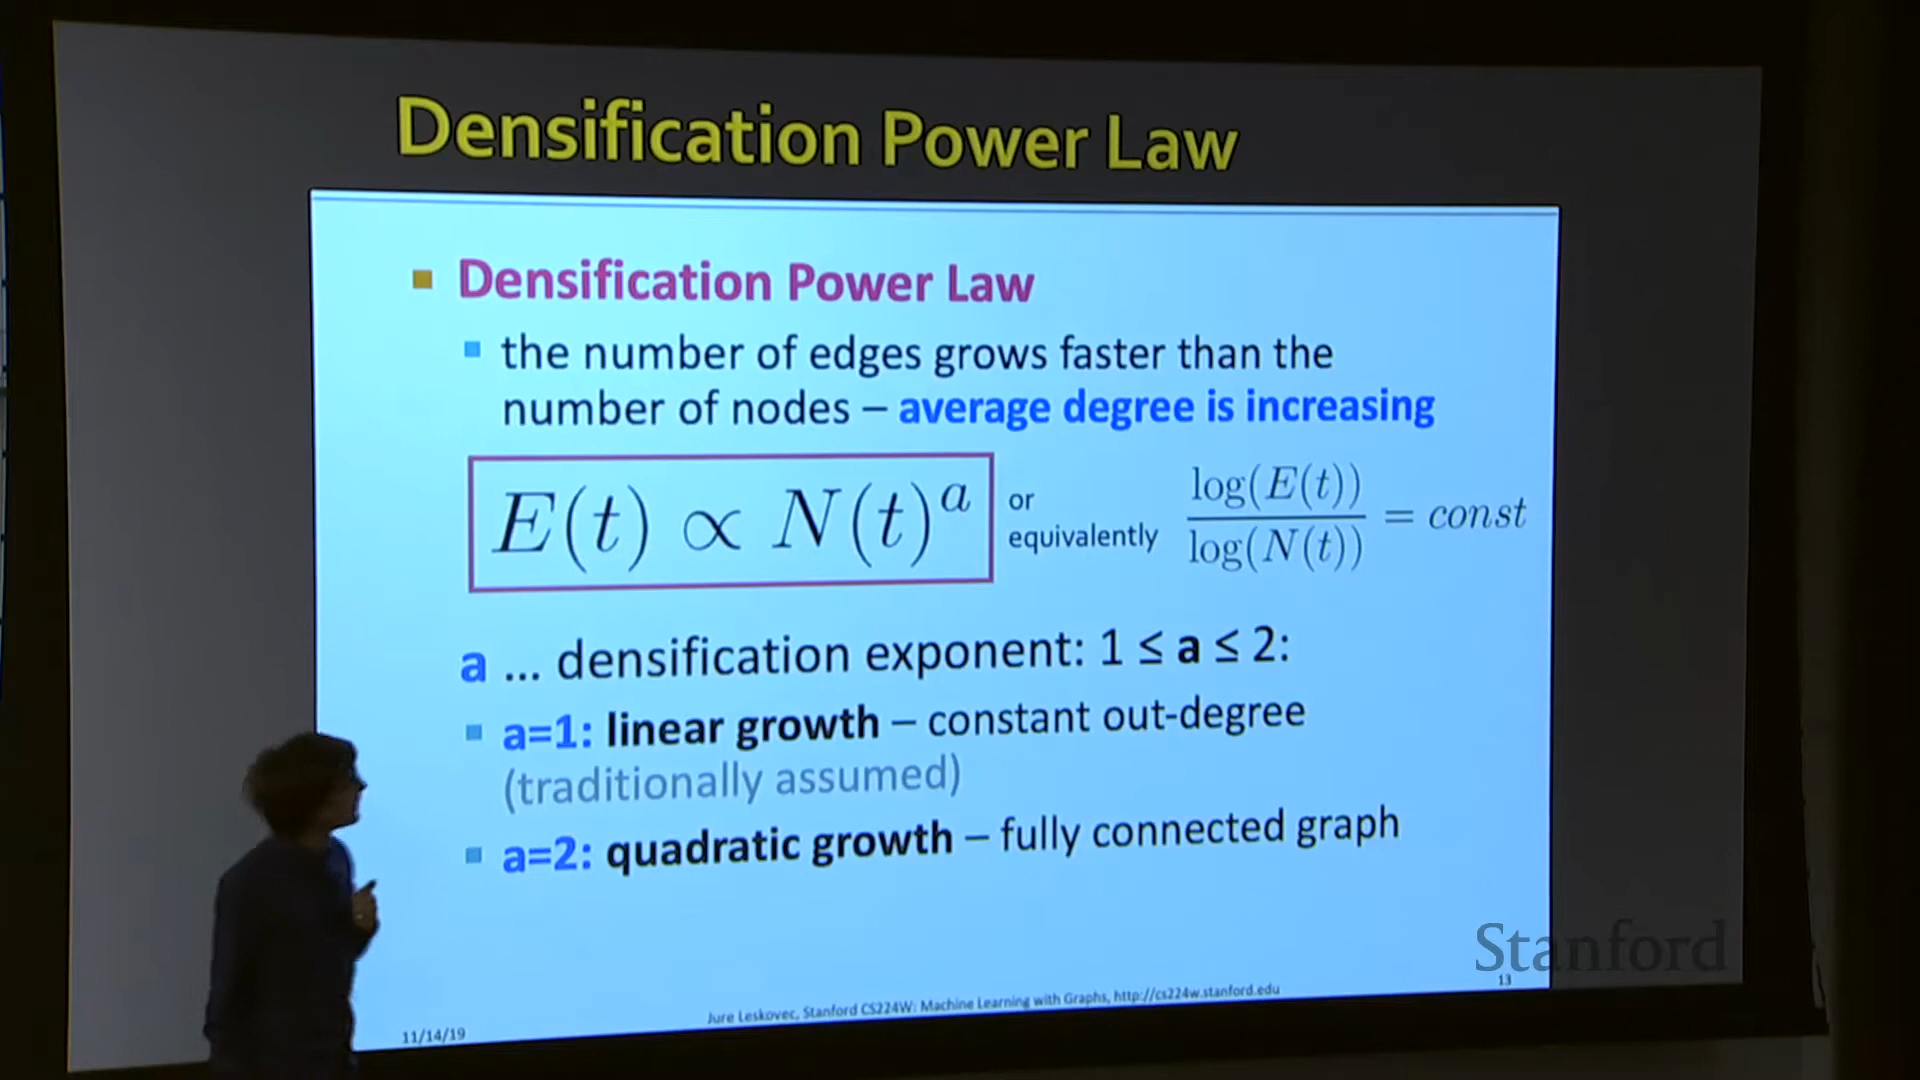 Densification Power Law
Densification Power Law
the number of edges grows faster than the
number of nodes – average degree is increasing
E(t) ∝ N(t)^a or equivalently log(E(t)) / log(N(t)) = const
a ... densification exponent: 1 ≤ a ≤ 2:
a=1: linear growth – constant out-degree
(traditionally assumed)
a=2: quadratic growth – fully connected graph
Stanford
11/14/19
Jure Leskovec, Stanford CS224W: Machine Learning with Graphs, http://cs224w.stanford.edu
13